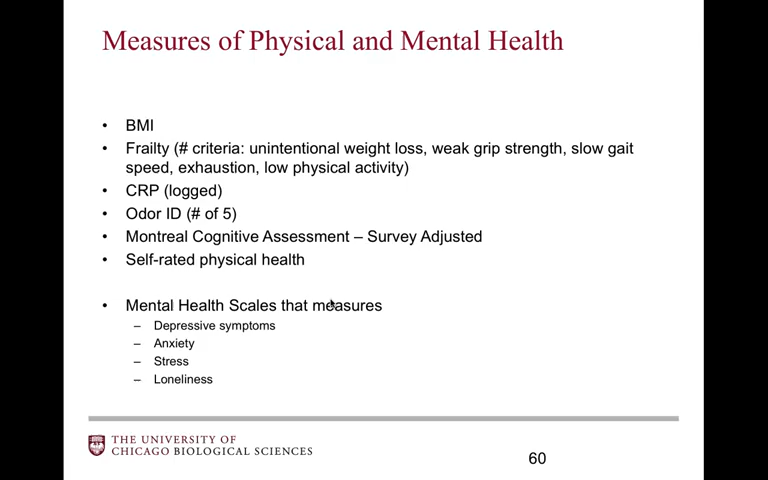 Measures of Physical and Mental Health
• BMI
• Frailty (# criteria: unintentional weight loss, weak grip strength, slow gait
speed, exhaustion, low physical activity)
• CRP (logged)
• Odor ID (# of 5)
• Montreal Cognitive Assessment – Survey Adjusted
• Self-rated physical health
• Mental Health Scales that measures
– Depressive symptoms
– Anxiety
– Stress
– Loneliness
THE UNIVERSITY OF
CHICAGO BIOLOGICAL SCIENCES
60